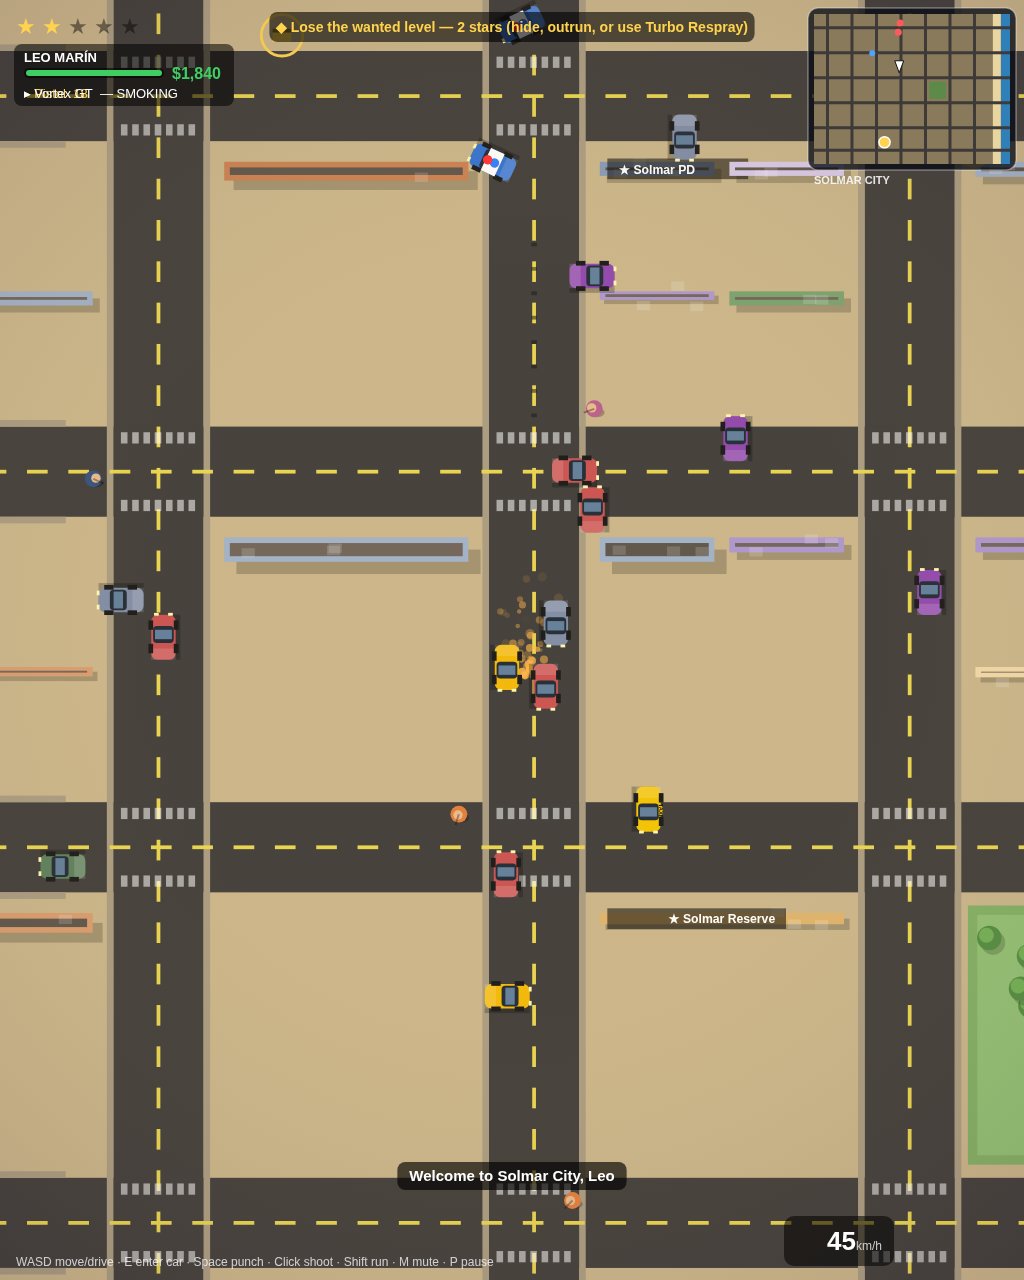 ◆ Lose the wanted level — 2 stars (hide, outrun, or use Turbo Respray)
LEO MARÍN
$1,840
▸ Vortex GT — SMOKING
★ Solmar PD
SOLMAR CITY
★ Solmar Reserve
Welcome to Solmar City, Leo
45 km/h
WASD move/drive · E enter car · Space punch · Click shoot · Shift run · M mute · P pause